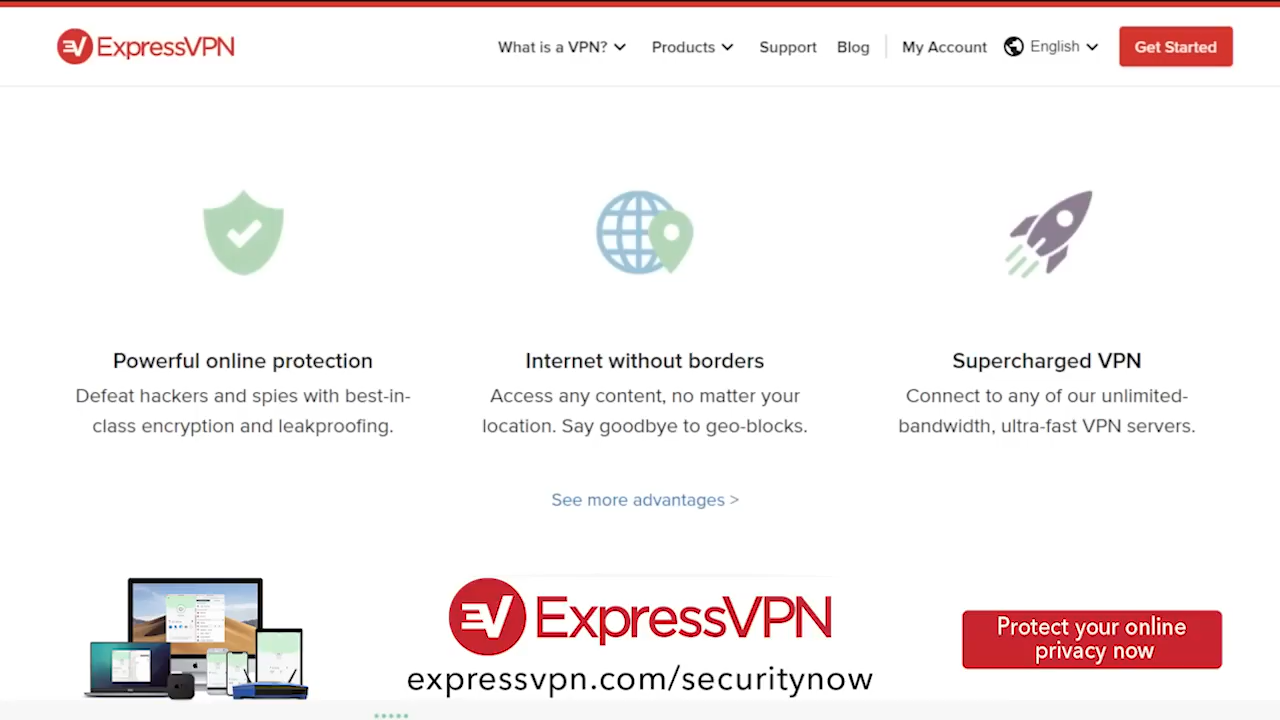 ExpressVPN
What is a VPN?
Products
Support
Blog
My Account
English
Get Started
Powerful online protection
Defeat hackers and spies with best-in-
class encryption and leakproofing.
Internet without borders
Access any content, no matter your
location. Say goodbye to geo-blocks.
Supercharged VPN
Connect to any of our unlimited-
bandwidth, ultra-fast VPN servers.
See more advantages >
ExpressVPN
expressvpn.com/securitynow
Protect your online
privacy now